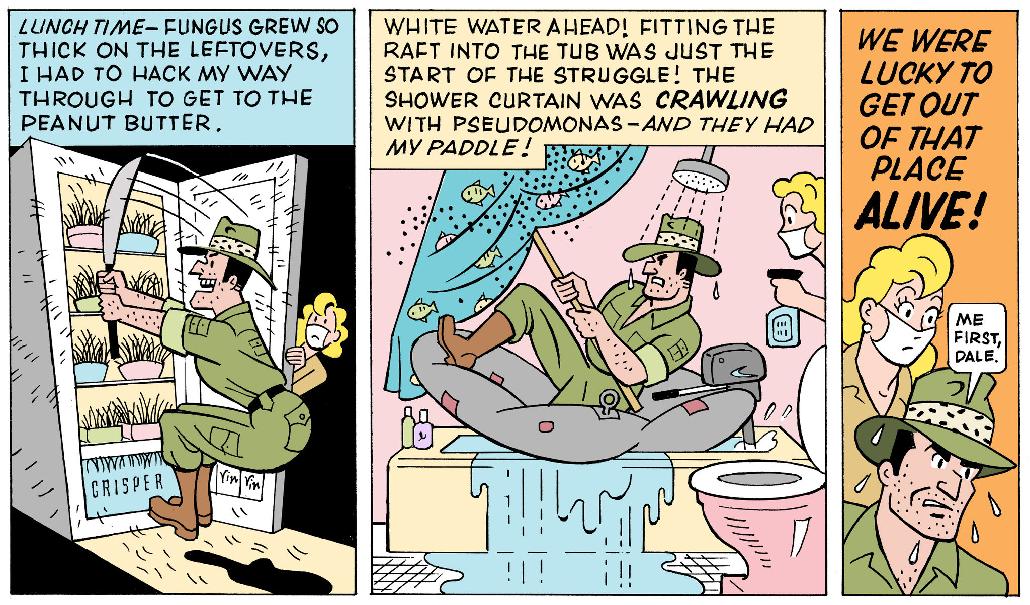 LUNCH TIME– FUNGUS GREW SO
THICK ON THE LEFTOVERS,
I HAD TO HACK MY WAY
THROUGH TO GET TO THE
PEANUT BUTTER.
CRISPER
Vim Vim
WHITE WATER AHEAD! FITTING THE
RAFT INTO THE TUB WAS JUST THE
START OF THE STRUGGLE! THE
SHOWER CURTAIN WAS CRAWLING
WITH PSEUDOMONAS–AND THEY HAD
MY PADDLE!
WE WERE
LUCKY TO
GET OUT
OF THAT
PLACE
ALIVE!
ME
FIRST,
DALE.